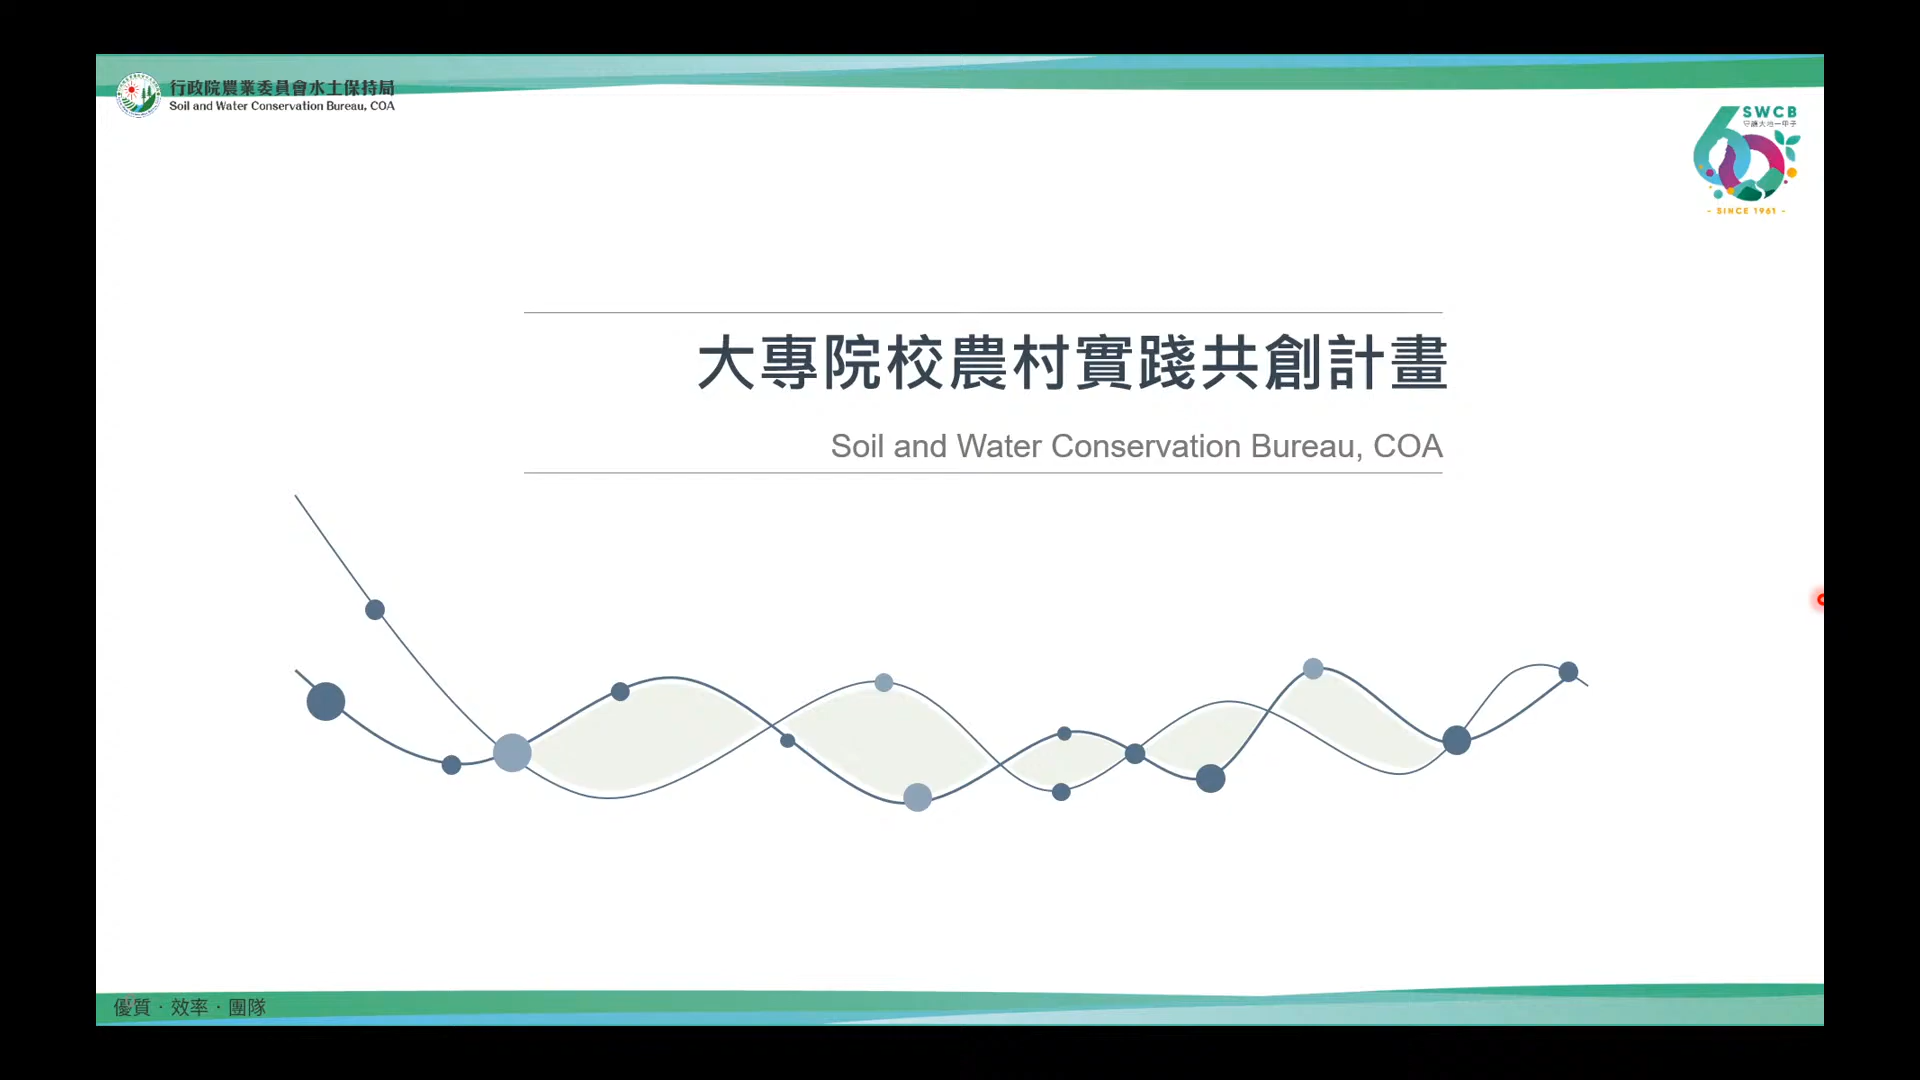 行政院農業委員會水土保持局
Soil and Water Conservation Bureau, COA
SWCB
守護大地一甲子
60
- SINCE 1961 -
大專院校農村實踐共創計畫
Soil and Water Conservation Bureau, COA
優質‧效率‧團隊